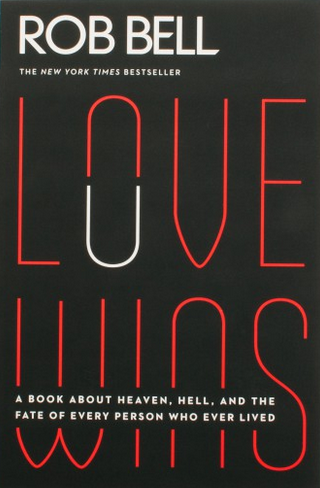 ROB BELL
THE NEW YORK TIMES BESTSELLER
LOVE
WINS
A BOOK ABOUT HEAVEN, HELL, AND THE
FATE OF EVERY PERSON WHO EVER LIVED